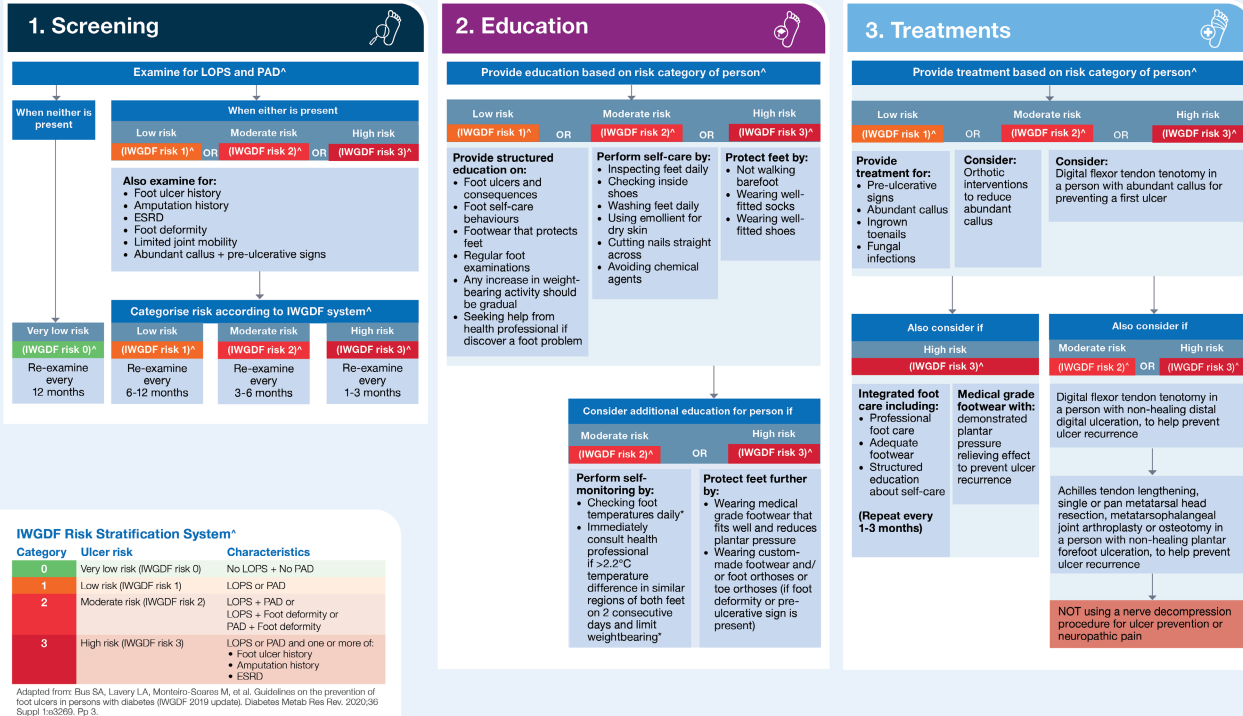 1. Screening
Examine for LOPS and PAD^
When neither is
present
When either is present
Low risk
(IWGDF risk 1)^
OR
Moderate risk
(IWGDF risk 2)^
OR
High risk
(IWGDF risk 3)^
Also examine for:
• Foot ulcer history
• Amputation history
• ESRD
• Foot deformity
• Limited joint mobility
• Abundant callus + pre-ulcerative signs
Categorise risk according to IWGDF system^
Very low risk
(IWGDF risk 0)^
Re-examine
every
12 months
Low risk
(IWGDF risk 1)^
Re-examine
every
6-12 months
Moderate risk
(IWGDF risk 2)^
Re-examine
every
3-6 months
High risk
(IWGDF risk 3)^
Re-examine
every
1-3 months
IWGDF Risk Stratification System^
Category Ulcer risk Characteristics
0 Very low risk (IWGDF risk 0) No LOPS + No PAD
1 Low risk (IWGDF risk 1) LOPS or PAD
2 Moderate risk (IWGDF risk 2) LOPS + PAD or
LOPS + Foot deformity or
PAD + Foot deformity
3 High risk (IWGDF risk 3) LOPS or PAD and one or more of:
• Foot ulcer history
• Amputation history
• ESRD
Adapted from: Bus SA, Lavery LA, Monteiro-Soares M, et al. Guidelines on the prevention of
foot ulcers in persons with diabetes (IWGDF 2019 update). Diabetes Metab Res Rev. 2020;36
Suppl 1:e3269. Pp 3.
2. Education
Provide education based on risk category of person^
Low risk
(IWGDF risk 1)^
OR
Moderate risk
(IWGDF risk 2)^
OR
High risk
(IWGDF risk 3)^
Provide structured
education on:
• Foot ulcers and
consequences
• Foot self-care
behaviours
• Footwear that protects
feet
• Regular foot
examinations
• Any increase in weight-
bearing activity should
be gradual
• Seeking help from
health professional if
discover a foot problem
Perform self-care by:
• Inspecting feet daily
• Checking inside
shoes
• Washing feet daily
• Using emollient for
dry skin
• Cutting nails straight
across
• Avoiding chemical
agents
Protect feet by:
• Not walking
barefoot
• Wearing well-
fitted socks
• Wearing well-
fitted shoes
Consider additional education for person if
Moderate risk
(IWGDF risk 2)^
OR
High risk
(IWGDF risk 3)^
Perform self-
monitoring by:
• Checking foot
temperatures daily*
• Immediately
consult health
professional
if >2.2°C
temperature
difference in similar
regions of both feet
on 2 consecutive
days and limit
weightbearing*
Protect feet further
by:
• Wearing medical
grade footwear that
fits well and reduces
plantar pressure
• Wearing custom-
made footwear and/
or foot orthoses or
toe orthoses (if foot
deformity or pre-
ulcerative sign is
present)
3. Treatments
Provide treatment based on risk category of person^
Low risk
(IWGDF risk 1)^
OR
Moderate risk
(IWGDF risk 2)^
OR
High risk
(IWGDF risk 3)^
Provide
treatment for:
• Pre-ulcerative
signs
• Abundant callus
• Ingrown
toenails
• Fungal
infections
Consider:
Orthotic
interventions
to reduce
abundant
callus
Consider:
Digital flexor tendon tenotomy in
a person with abundant callus for
preventing a first ulcer
Also consider if
High risk
(IWGDF risk 3)^
Integrated foot
care including:
• Professional
foot care
• Adequate
footwear
• Structured
education
about self-care
(Repeat every
1-3 months)
Medical grade
footwear with:
demonstrated
plantar
pressure
relieving effect
to prevent ulcer
recurrence
Also consider if
Moderate risk
(IWGDF risk 2)^
OR
High risk
(IWGDF risk 3)^
Digital flexor tendon tenotomy in
a person with non-healing distal
digital ulceration, to help prevent
ulcer recurrence
Achilles tendon lengthening,
single or pan metatarsal head
resection, metatarsophalangeal
joint arthroplasty or osteotomy in
a person with non-healing plantar
forefoot ulceration, to help prevent
ulcer recurrence
NOT using a nerve decompression
procedure for ulcer prevention or
neuropathic pain